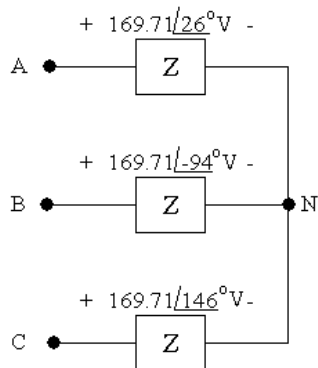 + 169.71/26°V -
A Z
+ 169.71/-94°V -
B Z N
+ 169.71/146°V -
C Z